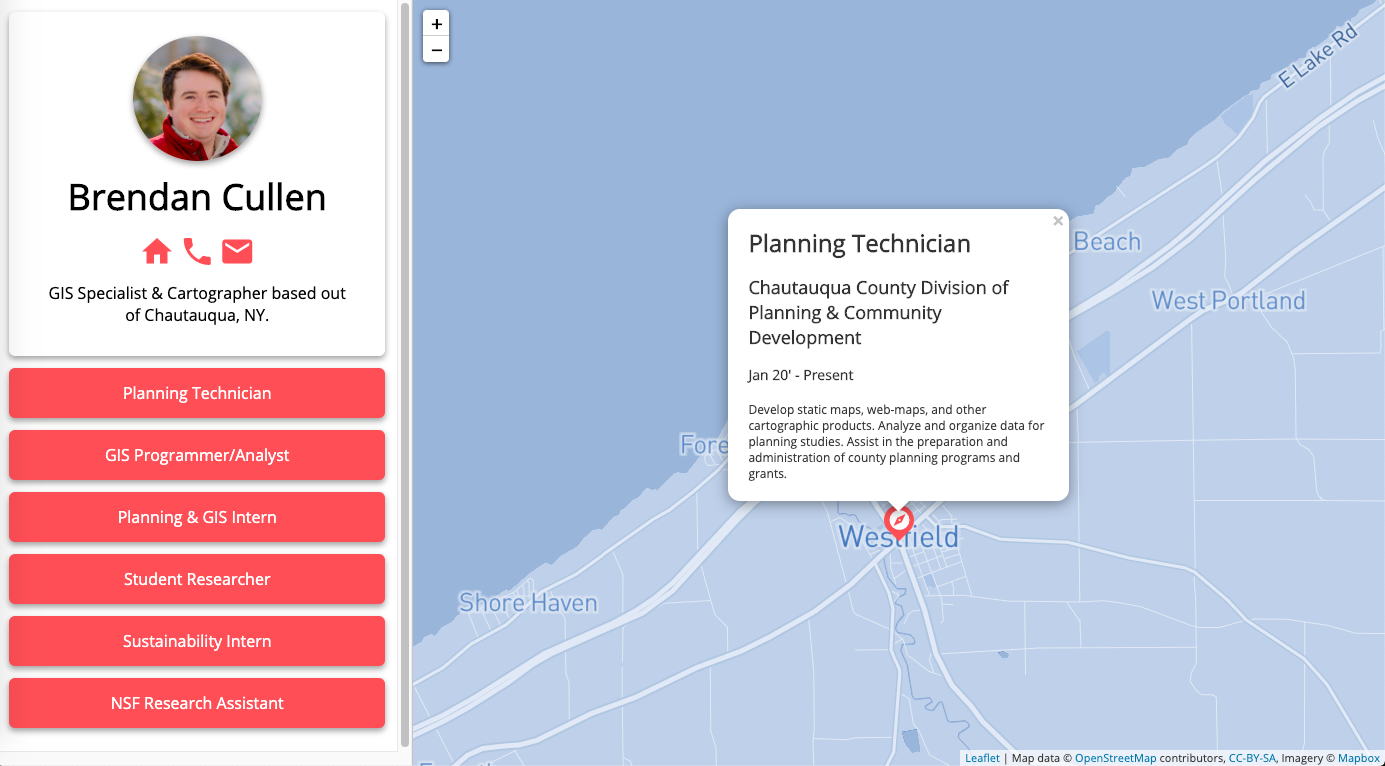 Brendan Cullen
GIS Specialist & Cartographer based out
of Chautauqua, NY.
Planning Technician
GIS Programmer/Analyst
Planning & GIS Intern
Student Researcher
Sustainability Intern
NSF Research Assistant
+
−
E Lake Rd
×
Planning Technician
Chautauqua County Division of
Planning & Community
Development
Jan 20' - Present
Develop static maps, web-maps, and other
cartographic products. Analyze and organize data for
planning studies. Assist in the preparation and
administration of county planning programs and
grants.
Beach
West Portland
Fore
Westfield
Shore Haven
Leaflet | Map data © OpenStreetMap contributors, CC-BY-SA, Imagery © Mapbox